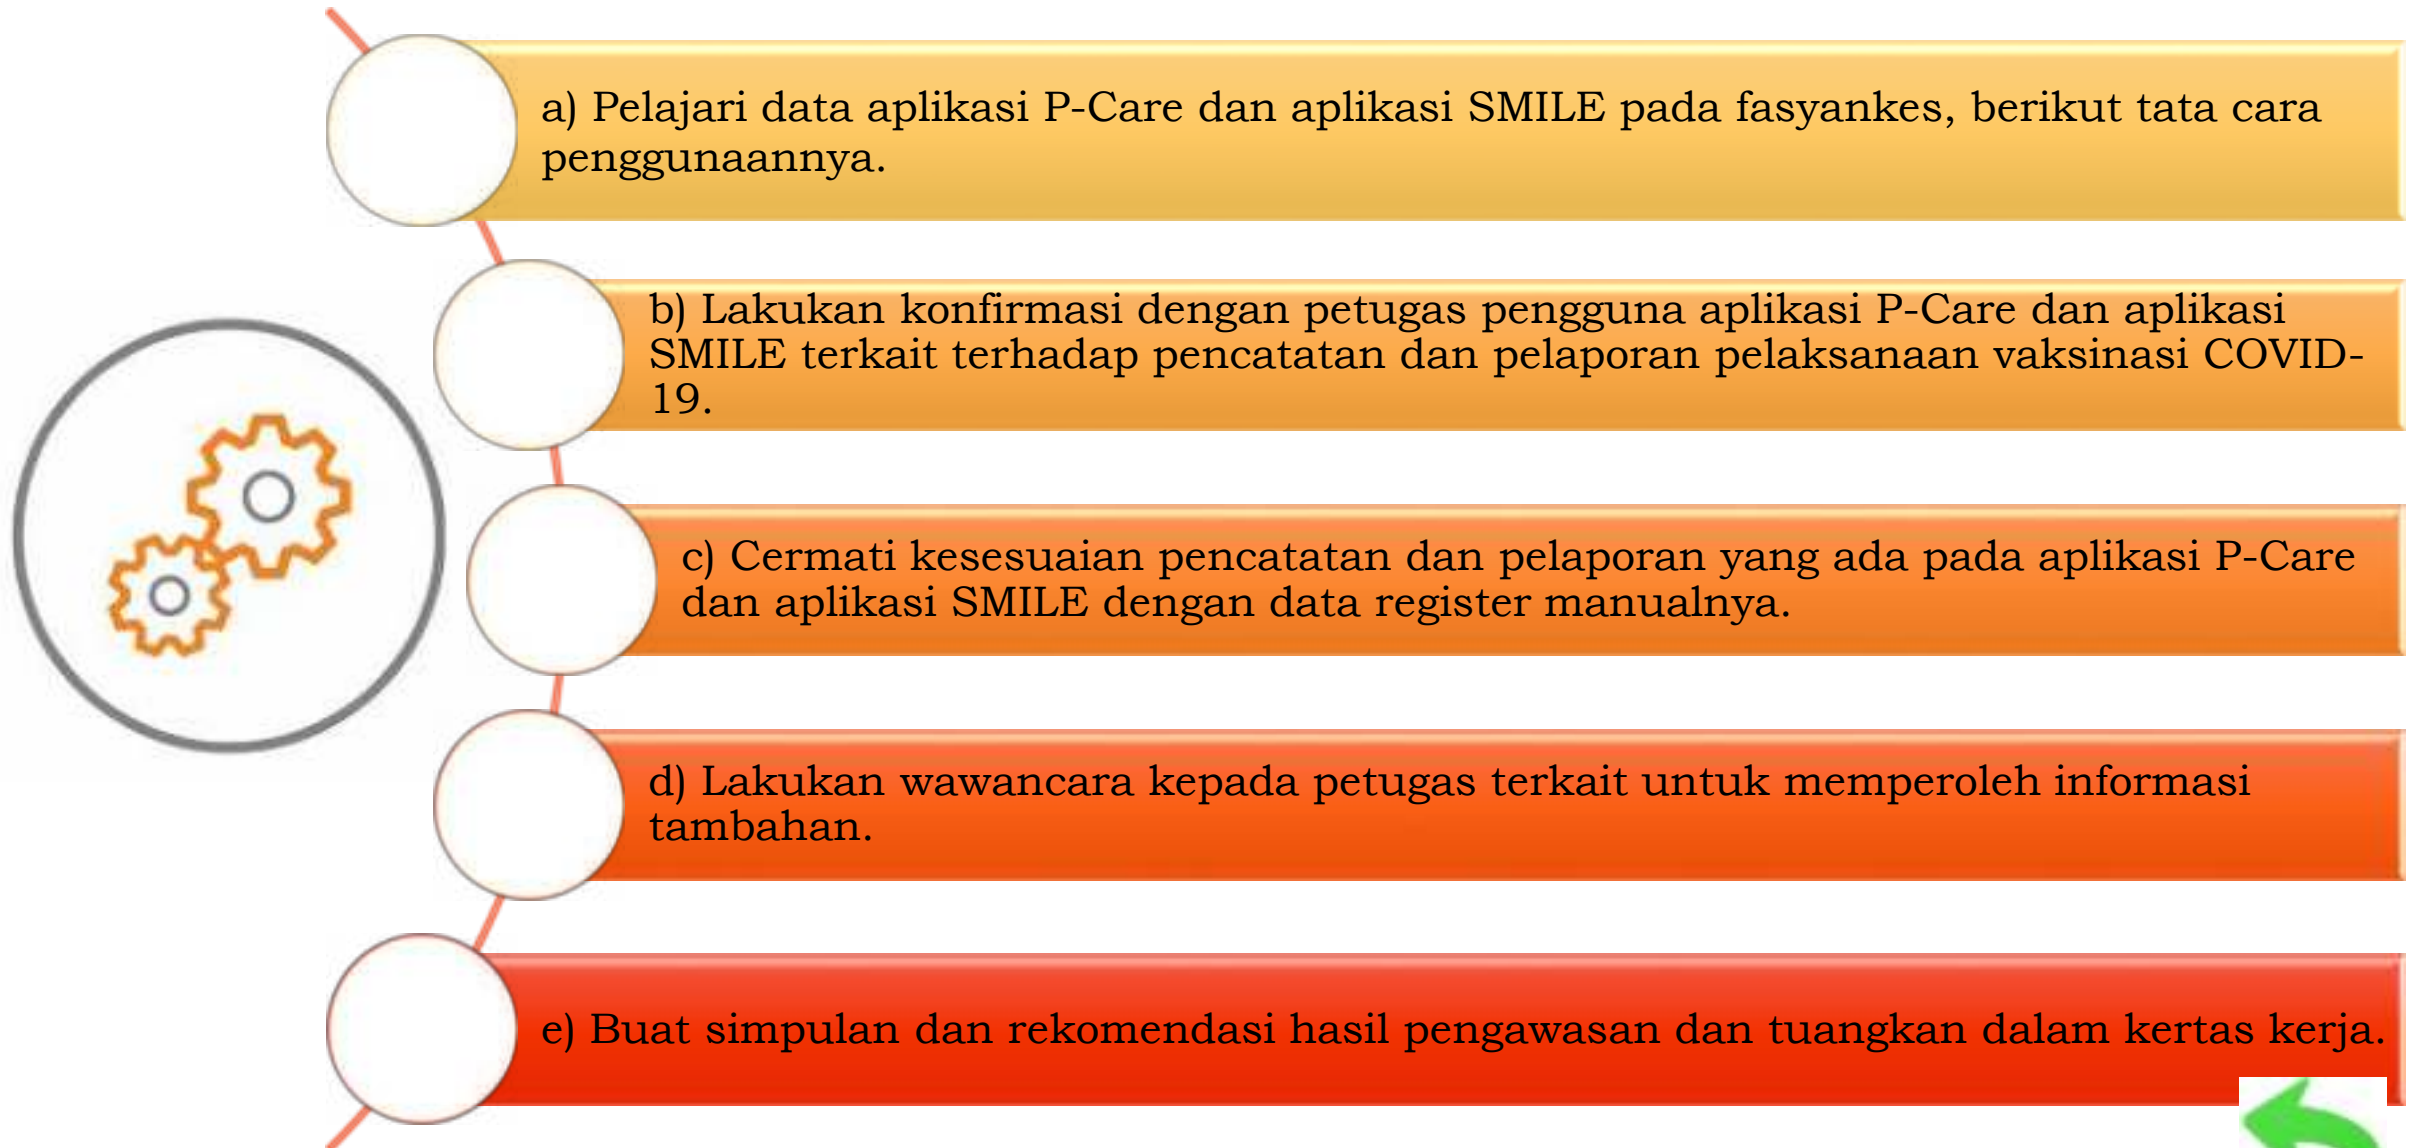 a) Pelajari data aplikasi P-Care dan aplikasi SMILE pada fasyankes, berikut tata cara
penggunaannya.
b) Lakukan konfirmasi dengan petugas pengguna aplikasi P-Care dan aplikasi
SMILE terkait terhadap pencatatan dan pelaporan pelaksanaan vaksinasi COVID-
19.
c) Cermati kesesuaian pencatatan dan pelaporan yang ada pada aplikasi P-Care
dan aplikasi SMILE dengan data register manualnya.
d) Lakukan wawancara kepada petugas terkait untuk memperoleh informasi
tambahan.
e) Buat simpulan dan rekomendasi hasil pengawasan dan tuangkan dalam kertas kerja.